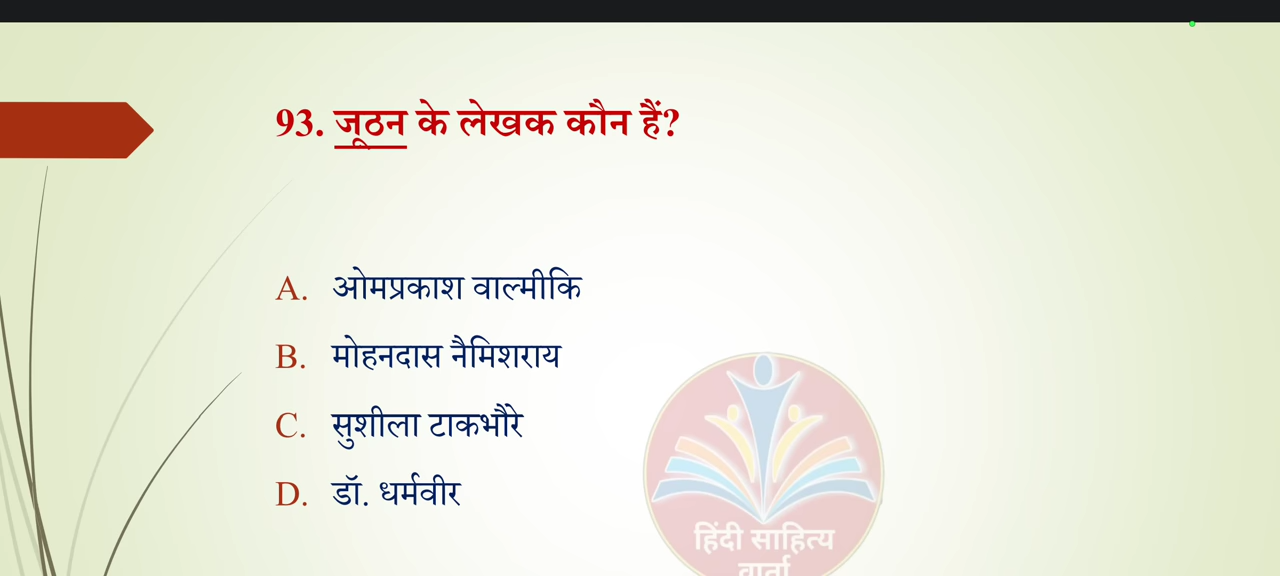 93. जूठन के लेखक कौन हैं?
A. ओमप्रकाश वाल्मीकि
B. मोहनदास नैमिशराय
C. सुशीला टाकभौरे
D. डॉ. धर्मवीर
हिंदी साहित्य
वार्ता